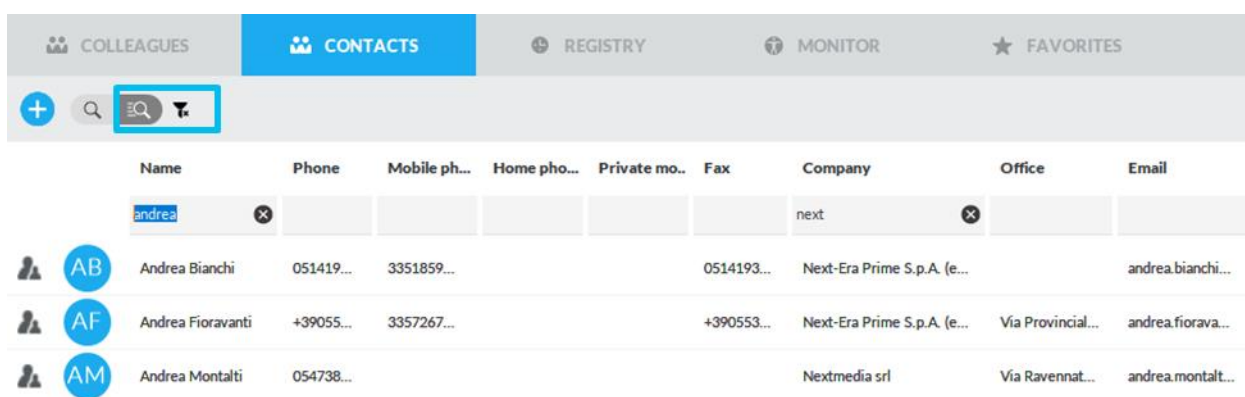 COLLEAGUES CONTACTS REGISTRY MONITOR FAVORITES
Name Phone Mobile ph... Home pho... Private mo.. Fax Company Office Email
andrea next
AB Andrea Bianchi 051419... 3351859... 0514193... Next-Era Prime S.p.A. (e... andrea.bianchi...
AF Andrea Fioravanti +39055... 3357267... +390553... Next-Era Prime S.p.A. (e... Via Provincial... andrea.fiorava...
AM Andrea Montalti 054738... Nextmedia srl Via Ravennat... andrea.montalt...